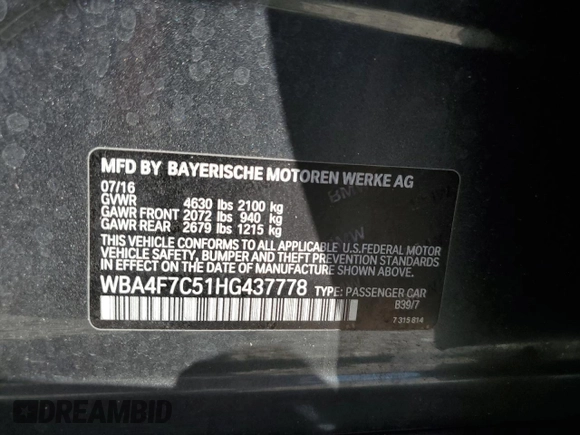 MFD BY BAYERISCHE MOTOREN WERKE AG
07/16
GVWR 4630 lbs 2100 kg
GAWR FRONT 2072 lbs 940 kg
GAWR REAR 2679 lbs 1215 kg
THIS VEHICLE CONFORMS TO ALL APPLICABLE U.S.FEDERAL MOTOR
VEHICLE SAFETY, BUMPER AND THEFT PREVENTION STANDARDS
IN EFFECT ON THE DATE OF MANUFACTURE SHOWN ABOVE.
WBA4F7C51HG437778 TYPE: PASSENGER CAR
B39/7
7 315 814
DREAMBID